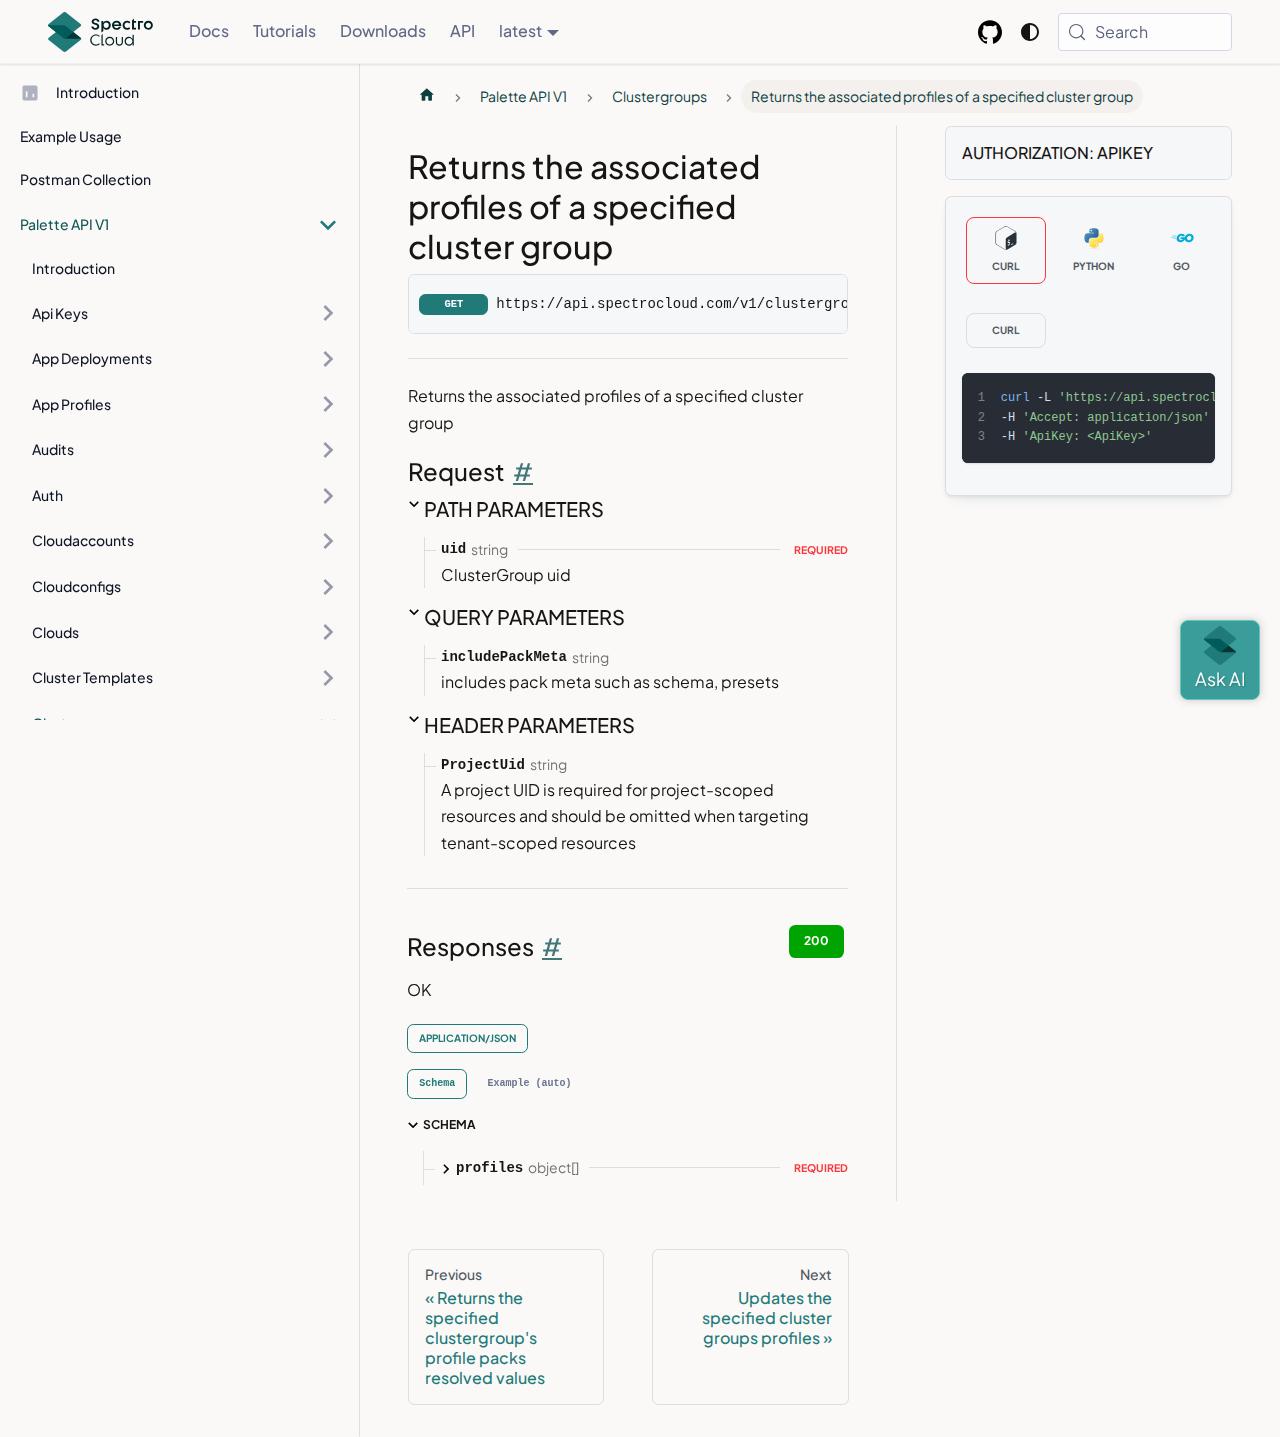 Spectro
Cloud
Docs
Tutorials
Downloads
API
latest
Search
Introduction
Example Usage
Postman Collection
Palette API V1
Introduction
Api Keys
App Deployments
App Profiles
Audits
Auth
Cloudaccounts
Cloudconfigs
Clouds
Cluster Templates
Palette API V1
Clustergroups
Returns the associated profiles of a specified cluster group
Returns the associated
profiles of a specified
cluster group
GET https://api.spectrocloud.com/v1/clustergro
Returns the associated profiles of a specified cluster
group
Request #
PATH PARAMETERS
uid string REQUIRED
ClusterGroup uid
QUERY PARAMETERS
includePackMeta string
includes pack meta such as schema, presets
HEADER PARAMETERS
ProjectUid string
A project UID is required for project-scoped
resources and should be omitted when targeting
tenant-scoped resources
Responses #
200
OK
APPLICATION/JSON
Schema
Example (auto)
SCHEMA
profiles object[] REQUIRED
Previous
« Returns the
specified
clustergroup's
profile packs
resolved values
Next
Updates the
specified cluster
groups profiles »
AUTHORIZATION: APIKEY
CURL
PYTHON
GO
CURL
1 curl -L 'https://api.spectrocl
2 -H 'Accept: application/json'
3 -H 'ApiKey: <ApiKey>'
Ask AI